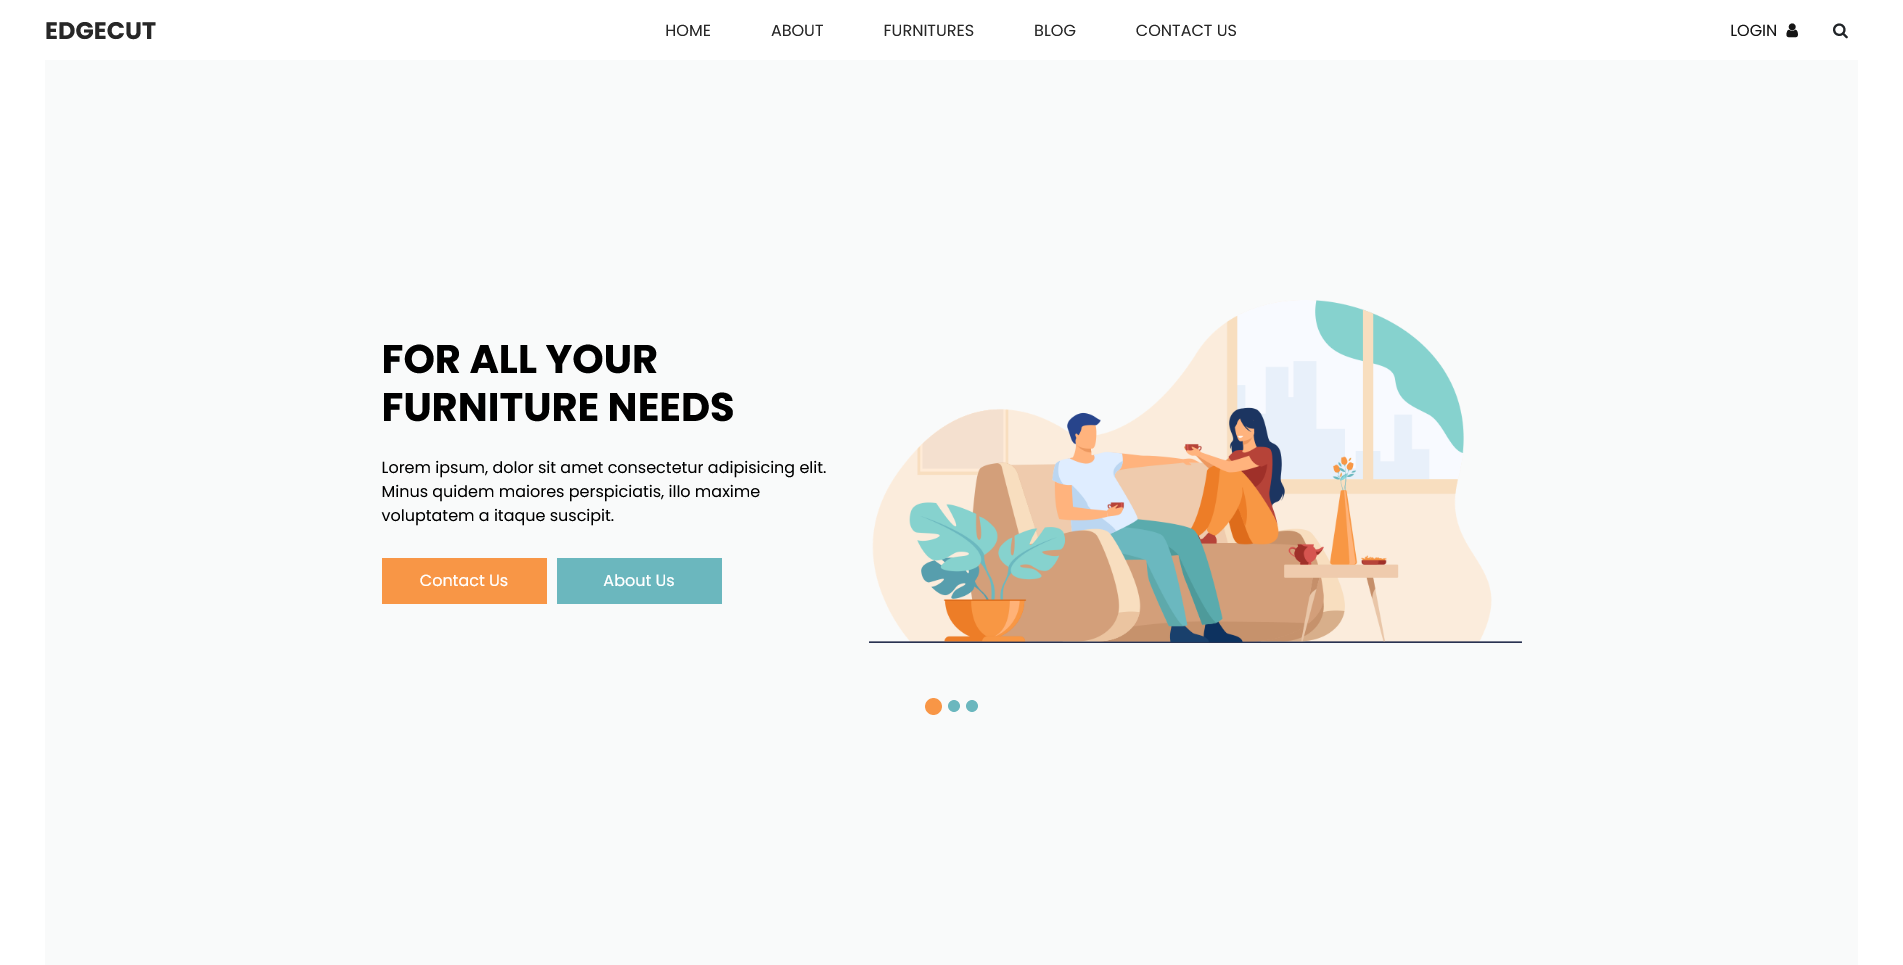 EDGECUT
HOME ABOUT FURNITURES BLOG CONTACT US
LOGIN
FOR ALL YOUR
FURNITURE NEEDS
Lorem ipsum, dolor sit amet consectetur adipisicing elit.
Minus quidem maiores perspiciatis, illo maxime
voluptatem a itaque suscipit.
Contact Us About Us